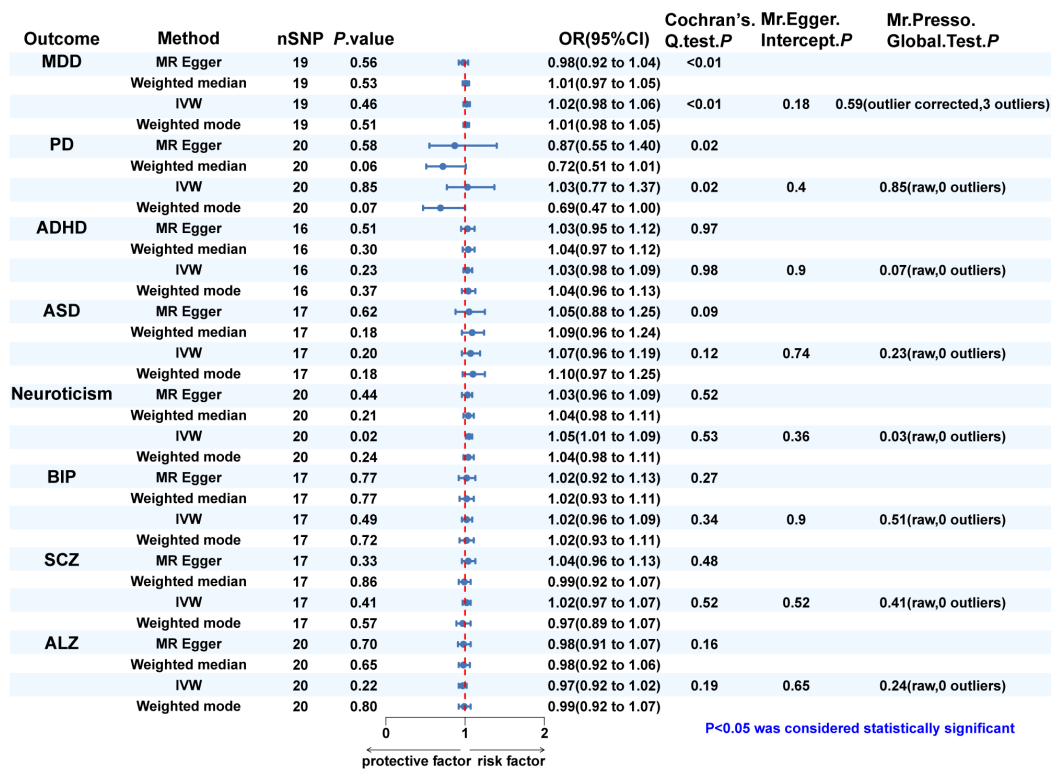 Outcome Method nSNP P.value OR(95%CI) Cochran's. Q.test.P Mr.Egger. Intercept.P Mr.Presso. Global.Test.P
MDD MR Egger 19 0.56 0.98(0.92 to 1.04) <0.01
Weighted median 19 0.53 1.01(0.97 to 1.05)
IVW 19 0.46 1.02(0.98 to 1.06) <0.01 0.18 0.59(outlier corrected,3 outliers)
Weighted mode 19 0.51 1.01(0.98 to 1.05)
PD MR Egger 20 0.58 0.87(0.55 to 1.40) 0.02
Weighted median 20 0.06 0.72(0.51 to 1.01)
IVW 20 0.85 1.03(0.77 to 1.37) 0.02 0.4 0.85(raw,0 outliers)
Weighted mode 20 0.07 0.69(0.47 to 1.00)
ADHD MR Egger 16 0.51 1.03(0.95 to 1.12) 0.97
Weighted median 16 0.30 1.04(0.97 to 1.12)
IVW 16 0.23 1.03(0.98 to 1.09) 0.98 0.9 0.07(raw,0 outliers)
Weighted mode 16 0.37 1.04(0.96 to 1.13)
ASD MR Egger 17 0.62 1.05(0.88 to 1.25) 0.09
Weighted median 17 0.18 1.09(0.96 to 1.24)
IVW 17 0.20 1.07(0.96 to 1.19) 0.12 0.74 0.23(raw,0 outliers)
Weighted mode 17 0.18 1.10(0.97 to 1.25)
Neuroticism MR Egger 20 0.44 1.03(0.96 to 1.09) 0.52
Weighted median 20 0.21 1.04(0.98 to 1.11)
IVW 20 0.02 1.05(1.01 to 1.09) 0.53 0.36 0.03(raw,0 outliers)
Weighted mode 20 0.24 1.04(0.98 to 1.11)
BIP MR Egger 17 0.77 1.02(0.92 to 1.13) 0.27
Weighted median 17 0.77 1.02(0.93 to 1.11)
IVW 17 0.49 1.02(0.96 to 1.09) 0.34 0.9 0.51(raw,0 outliers)
Weighted mode 17 0.72 1.02(0.93 to 1.11)
SCZ MR Egger 17 0.33 1.04(0.96 to 1.13) 0.48
Weighted median 17 0.86 0.99(0.92 to 1.07)
IVW 17 0.41 1.02(0.97 to 1.07) 0.52 0.52 0.41(raw,0 outliers)
Weighted mode 17 0.57 0.97(0.89 to 1.07)
ALZ MR Egger 20 0.70 0.98(0.91 to 1.07) 0.16
Weighted median 20 0.65 0.98(0.92 to 1.06)
IVW 20 0.22 0.97(0.92 to 1.02) 0.19 0.65 0.24(raw,0 outliers)
Weighted mode 20 0.80 0.99(0.92 to 1.07)
P<0.05 was considered statistically significant
0 1 2
protective factor risk factor